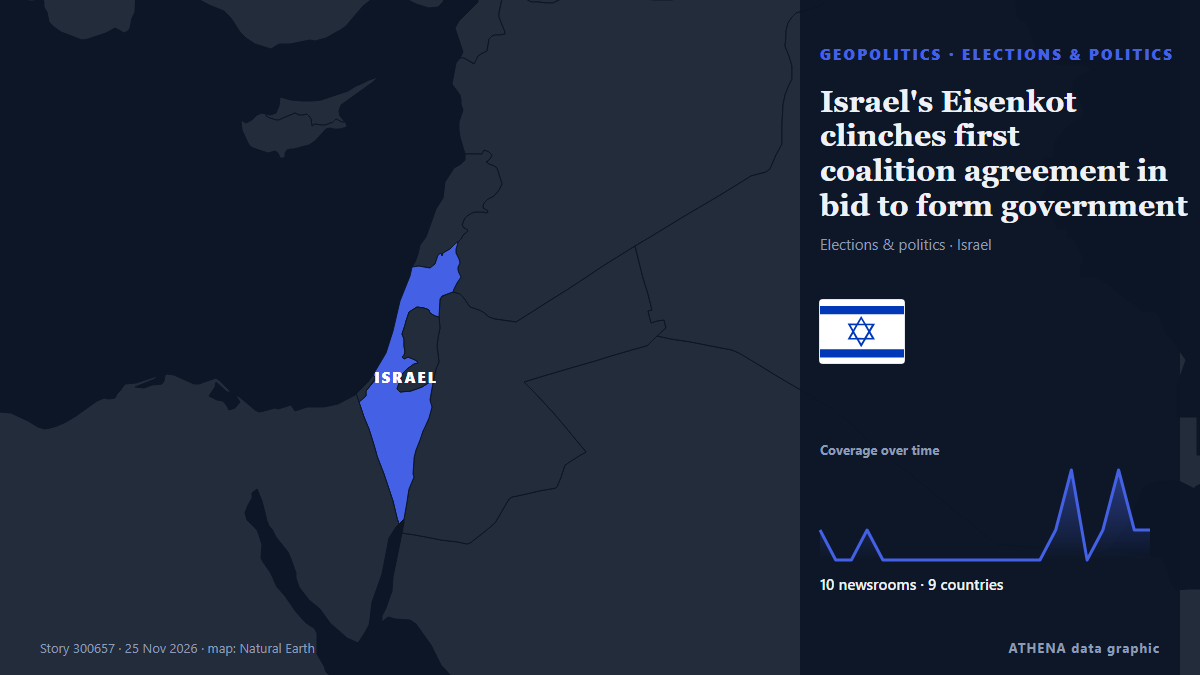 GEOPOLITICS · ELECTIONS & POLITICS
Israel's Eisenkot
clinches first
coalition agreement in
bid to form government
Elections & politics · Israel
ISRAEL
Coverage over time
10 newsrooms · 9 countries
Story 300657 · 25 Nov 2026 · map: Natural Earth
ATHENA data graphic